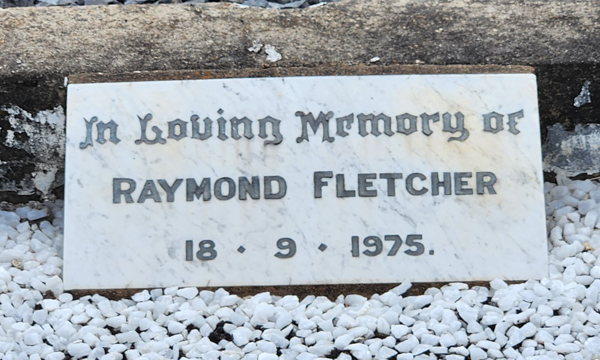 In Loving Memory of
RAYMOND FLETCHER
18 · 9 · 1975.